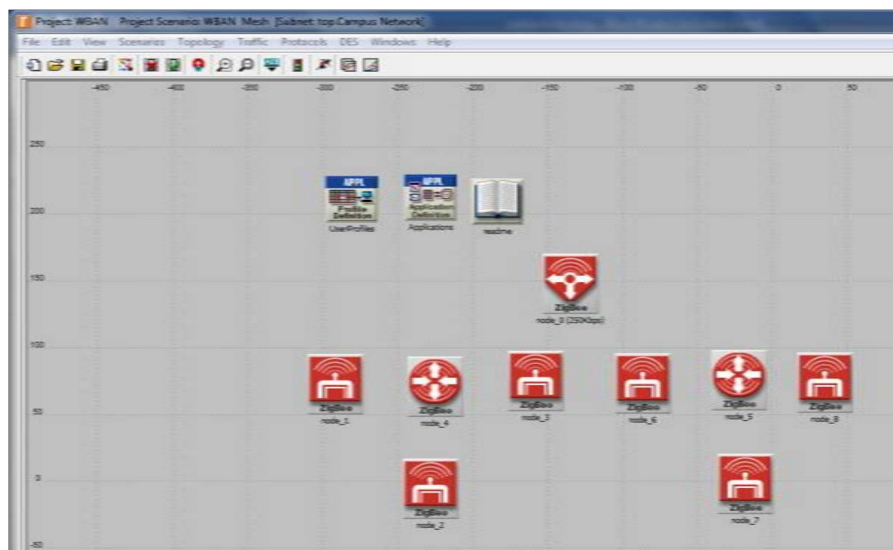 Project: WBAN Project Scenario: WBAN Mesh [Subnet: top.Campus Network]
File Edit View Scenarios Topology Traffic Protocols DES Windows Help
-450 -400 -350 -300 -250 -200 -150 -100 -50 0 50
250
APPL APPL
Profile Definition Application Definition
UserProfiles Applications readme
200
150
ZigBee
node_0 (250Kbps)
100
ZigBee ZigBee ZigBee ZigBee ZigBee ZigBee
node_1 node_4 node_3 node_6 node_5 node_8
50
0
ZigBee ZigBee
node_2 node_7
-50